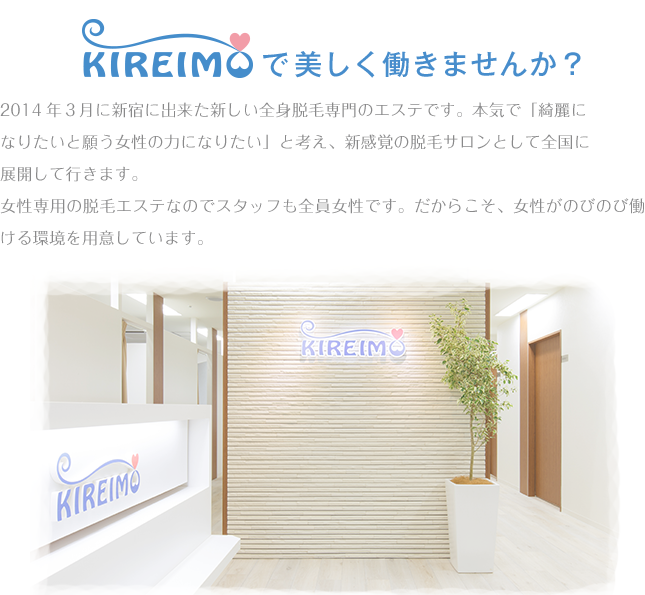 KIREIMOで美しく働きませんか？
2014年3月に新宿に出来た新しい全身脱毛専門のエステです。本気で「綺麗に
なりたいと願う女性の力になりたい」と考え、新感覚の脱毛サロンとして全国に
展開して行きます。
女性専用の脱毛エステなのでスタッフも全員女性です。だからこそ、女性がのびのび働
ける環境を用意しています。
KIREIMO
KIREIMO